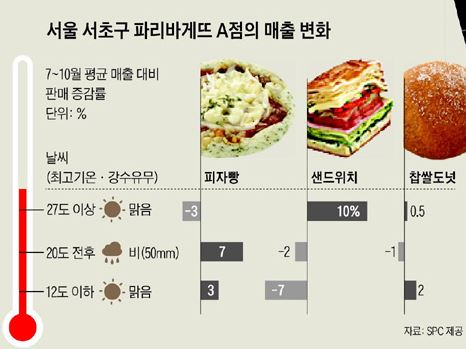 서울 서초구 파리바게뜨 A점의 매출 변화
7~10월 평균 매출 대비
판매 증감률
단위: %
날씨
(최고기온·강수유무) 피자빵 샌드위치 찹쌀도넛
27도 이상 맑음 -3 10% 0.5
20도 전후 비(50mm) 7 -2 -1
12도 이하 맑음 3 -7 2
자료: SPC 제공